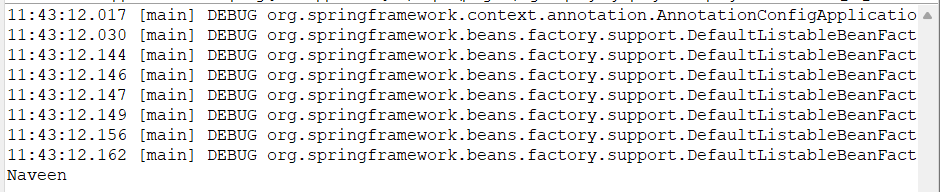 11:43:12.017 [main] DEBUG org.springframework.context.annotation.AnnotationConfigApplicatio
11:43:12.030 [main] DEBUG org.springframework.beans.factory.support.DefaultListableBeanFact
11:43:12.144 [main] DEBUG org.springframework.beans.factory.support.DefaultListableBeanFact
11:43:12.146 [main] DEBUG org.springframework.beans.factory.support.DefaultListableBeanFact
11:43:12.147 [main] DEBUG org.springframework.beans.factory.support.DefaultListableBeanFact
11:43:12.149 [main] DEBUG org.springframework.beans.factory.support.DefaultListableBeanFact
11:43:12.156 [main] DEBUG org.springframework.beans.factory.support.DefaultListableBeanFact
11:43:12.162 [main] DEBUG org.springframework.beans.factory.support.DefaultListableBeanFact
Naveen